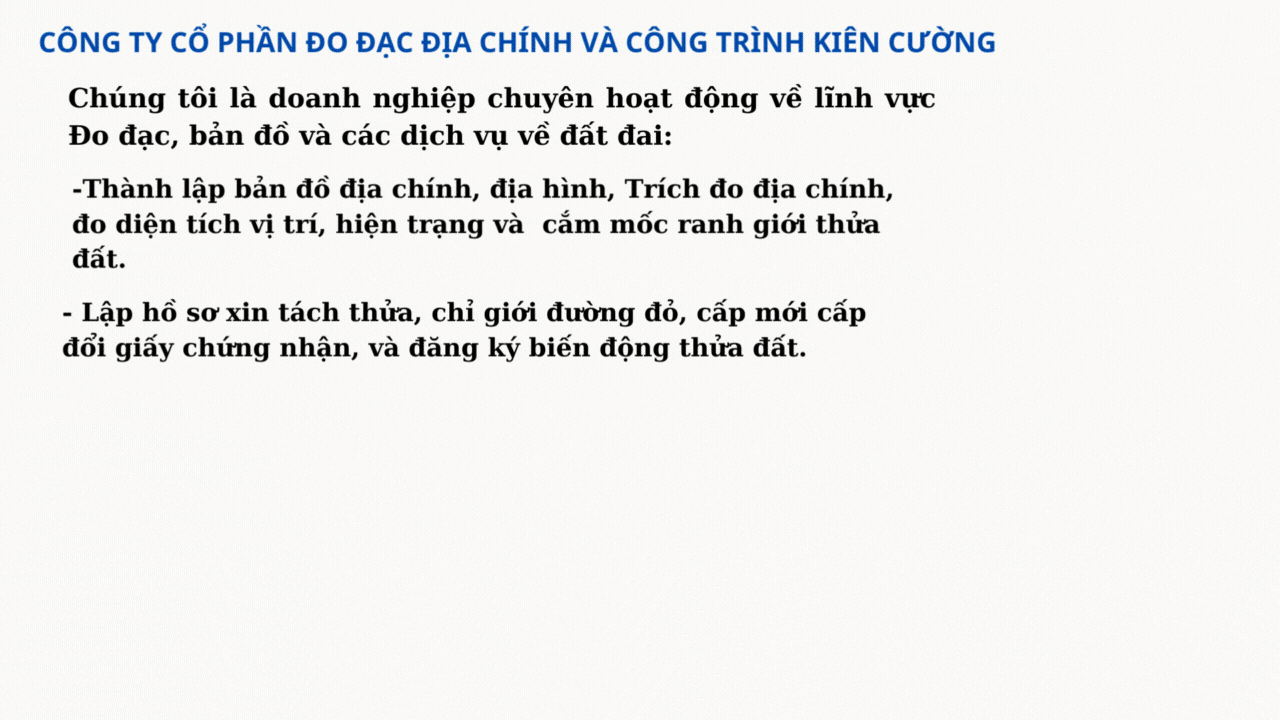 CÔNG TY CỔ PHẦN ĐO ĐẠC ĐỊA CHÍNH VÀ CÔNG TRÌNH KIÊN CƯỜNG
Chúng tôi là doanh nghiệp chuyên hoạt động về lĩnh vực
Đo đạc, bản đồ và các dịch vụ về đất đai:
-Thành lập bản đồ địa chính, địa hình, Trích đo địa chính,
đo diện tích vị trí, hiện trạng và  cắm mốc ranh giới thửa
đất.
- Lập hồ sơ xin tách thửa, chỉ giới đường đỏ, cấp mới cấp
đổi giấy chứng nhận, và đăng ký biến động thửa đất.